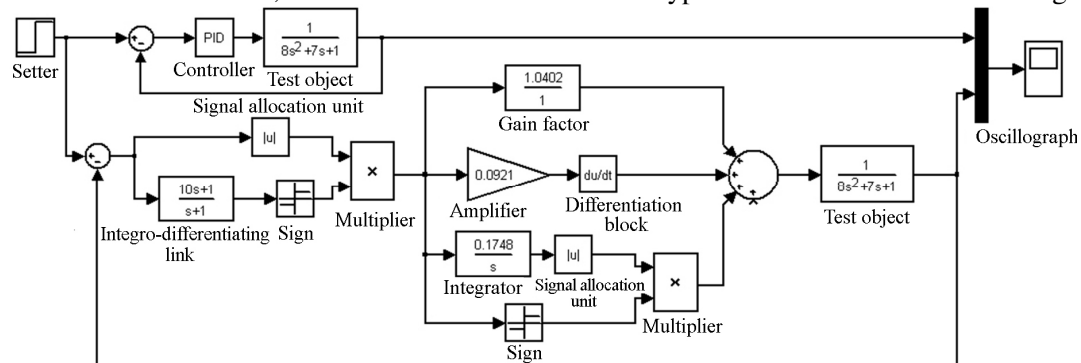 Setter
PID
Controller
1
8s²+7s+1
Test object
Signal allocation unit
|u|
10s+1
s+1
Integro-differentiating
link
Sign
×
Multiplier
1.0402
1
Gain factor
0.0921
Amplifier
du/dt
Differentiation
block
0.1748
s
Integrator
|u|
Signal allocation
unit
Sign
×
Multiplier
1
8s²+7s+1
Test object
Oscillograph